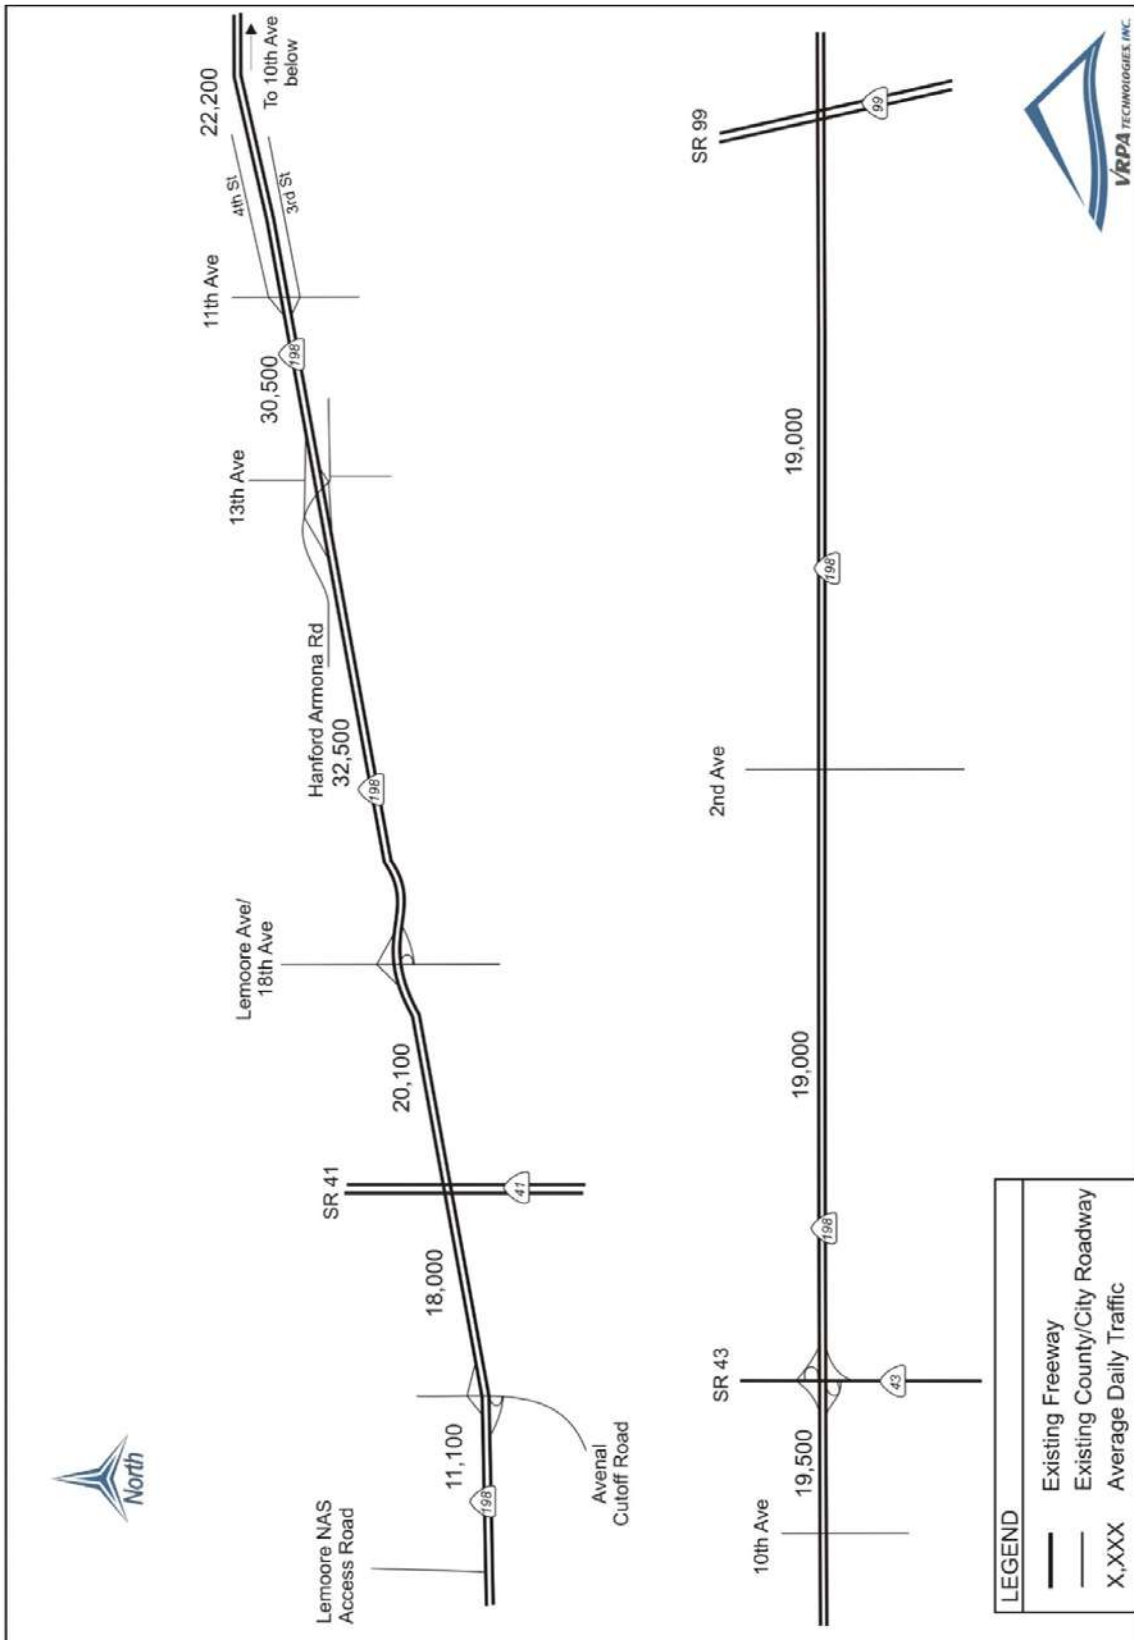 North
Lemoore NAS
Access Road
198
11,100
Avenal
Cutoff Road
18,000
SR 41
41
20,100
Lemoore Ave/
18th Ave
198
Hanford Armona Rd
32,500
13th Ave
30,500
198
11th Ave
4th St
3rd St
22,200
To 10th Ave
below
10th Ave
19,500
SR 43
43
198
19,000
2nd Ave
198
19,000
SR 99
99
LEGEND
Existing Freeway
Existing County/City Roadway
X,XXX Average Daily Traffic
VRPA TECHNOLOGIES, INC.